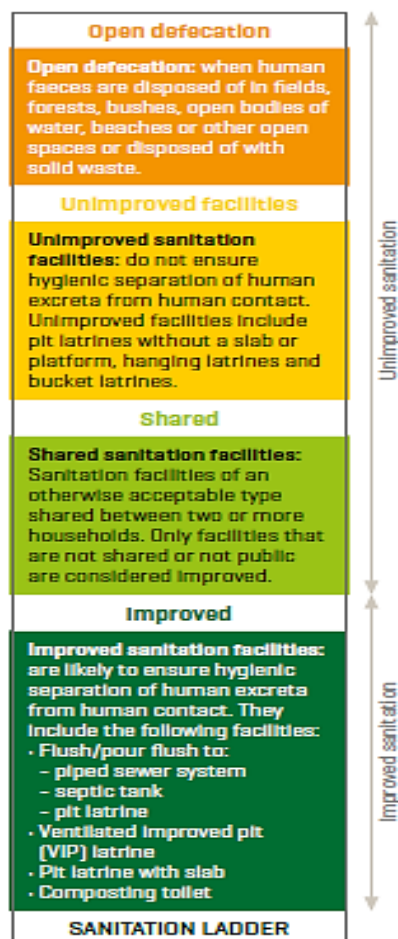 Open defecation
Open defecation: when human
faeces are disposed of in fields,
forests, bushes, open bodies of
water, beaches or other open
spaces or disposed of with
solid waste.
Unimproved facilities
Unimproved sanitation
facilities: do not ensure
hygienic separation of human
excreta from human contact.
Unimproved facilities include
pit latrines without a slab or
platform, hanging latrines and
bucket latrines.
Shared
Shared sanitation facilities:
Sanitation facilities of an
otherwise acceptable type
shared between two or more
households. Only facilities that
are not shared or not public
are considered improved.
Unimproved sanitation
Improved
Improved sanitation facilities:
are likely to ensure hygienic
separation of human excreta
from human contact. They
include the following facilities:
· Flush/pour flush to:
– piped sewer system
– septic tank
– pit latrine
· Ventilated improved pit
(VIP) latrine
· Pit latrine with slab
· Composting toilet
Improved sanitation
SANITATION LADDER